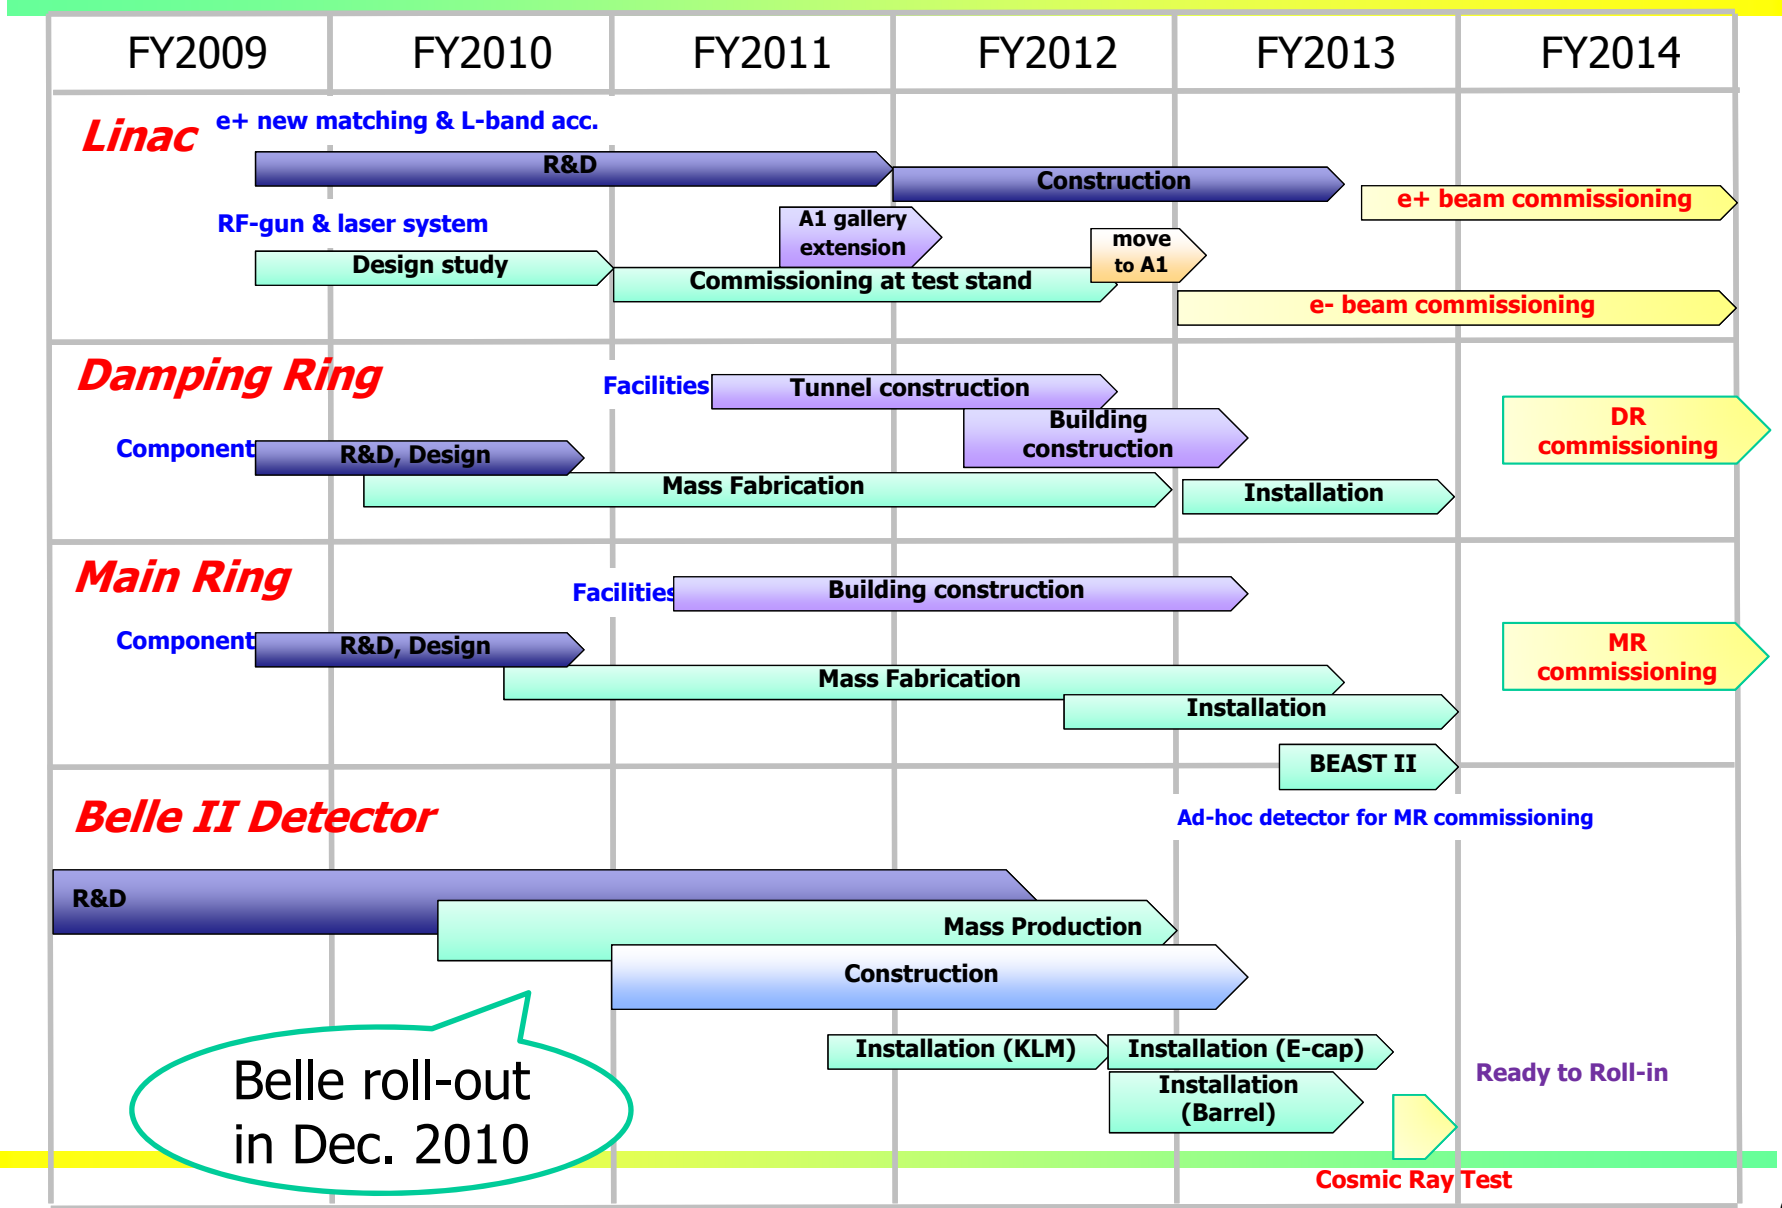 FY2009 FY2010 FY2011 FY2012 FY2013 FY2014
Linac
e+ new matching & L-band acc.
R&D
Construction
e+ beam commissioning
RF-gun & laser system
A1 gallery
extension
move
to A1
Design study
Commissioning at test stand
e- beam commissioning
Damping Ring
Facilities
Tunnel construction
Building
construction
DR
commissioning
Component
R&D, Design
Mass Fabrication
Installation
Main Ring
Facilities
Building construction
Component
R&D, Design
MR
commissioning
Mass Fabrication
Installation
BEAST II
Belle II Detector
Ad-hoc detector for MR commissioning
R&D
Mass Production
Construction
Installation (KLM)
Installation (E-cap)
Installation
(Barrel)
Ready to Roll-in
Belle roll-out
in Dec. 2010
Cosmic Ray Test